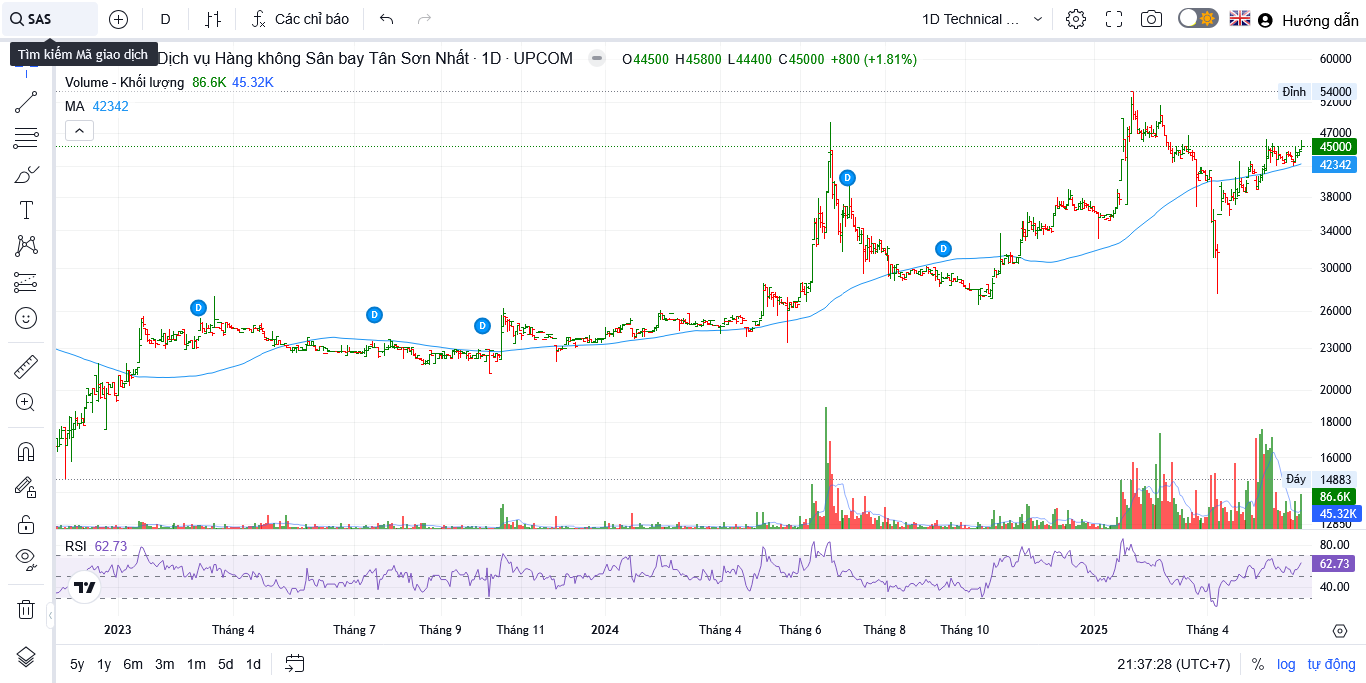 SAS
D
Các chỉ báo
1D Technical ...
Hướng dẫn
Tìm kiếm Mã giao dịch
Dịch vụ Hàng không Sân bay Tân Sơn Nhất · 1D · UPCOM
O44500 H45800 L44400 C45000 +800 (+1.81%)
Volume - Khối lượng 86.6K 45.32K
MA 42342
60000
Đỉnh 54000
52000
47000
45000
42342
38000
34000
30000
26000
23000
20000
18000
16000
Đáy 14883
86.6K
45.32K
12850
D
D
D
D
D
RSI 62.73
80.00
62.73
40.00
2023
Tháng 4
Tháng 7
Tháng 9
Tháng 11
2024
Tháng 4
Tháng 6
Tháng 8
Tháng 10
2025
Tháng 4
5y 1y 6m 3m 1m 5d 1d
21:37:28 (UTC+7)
% log tự động